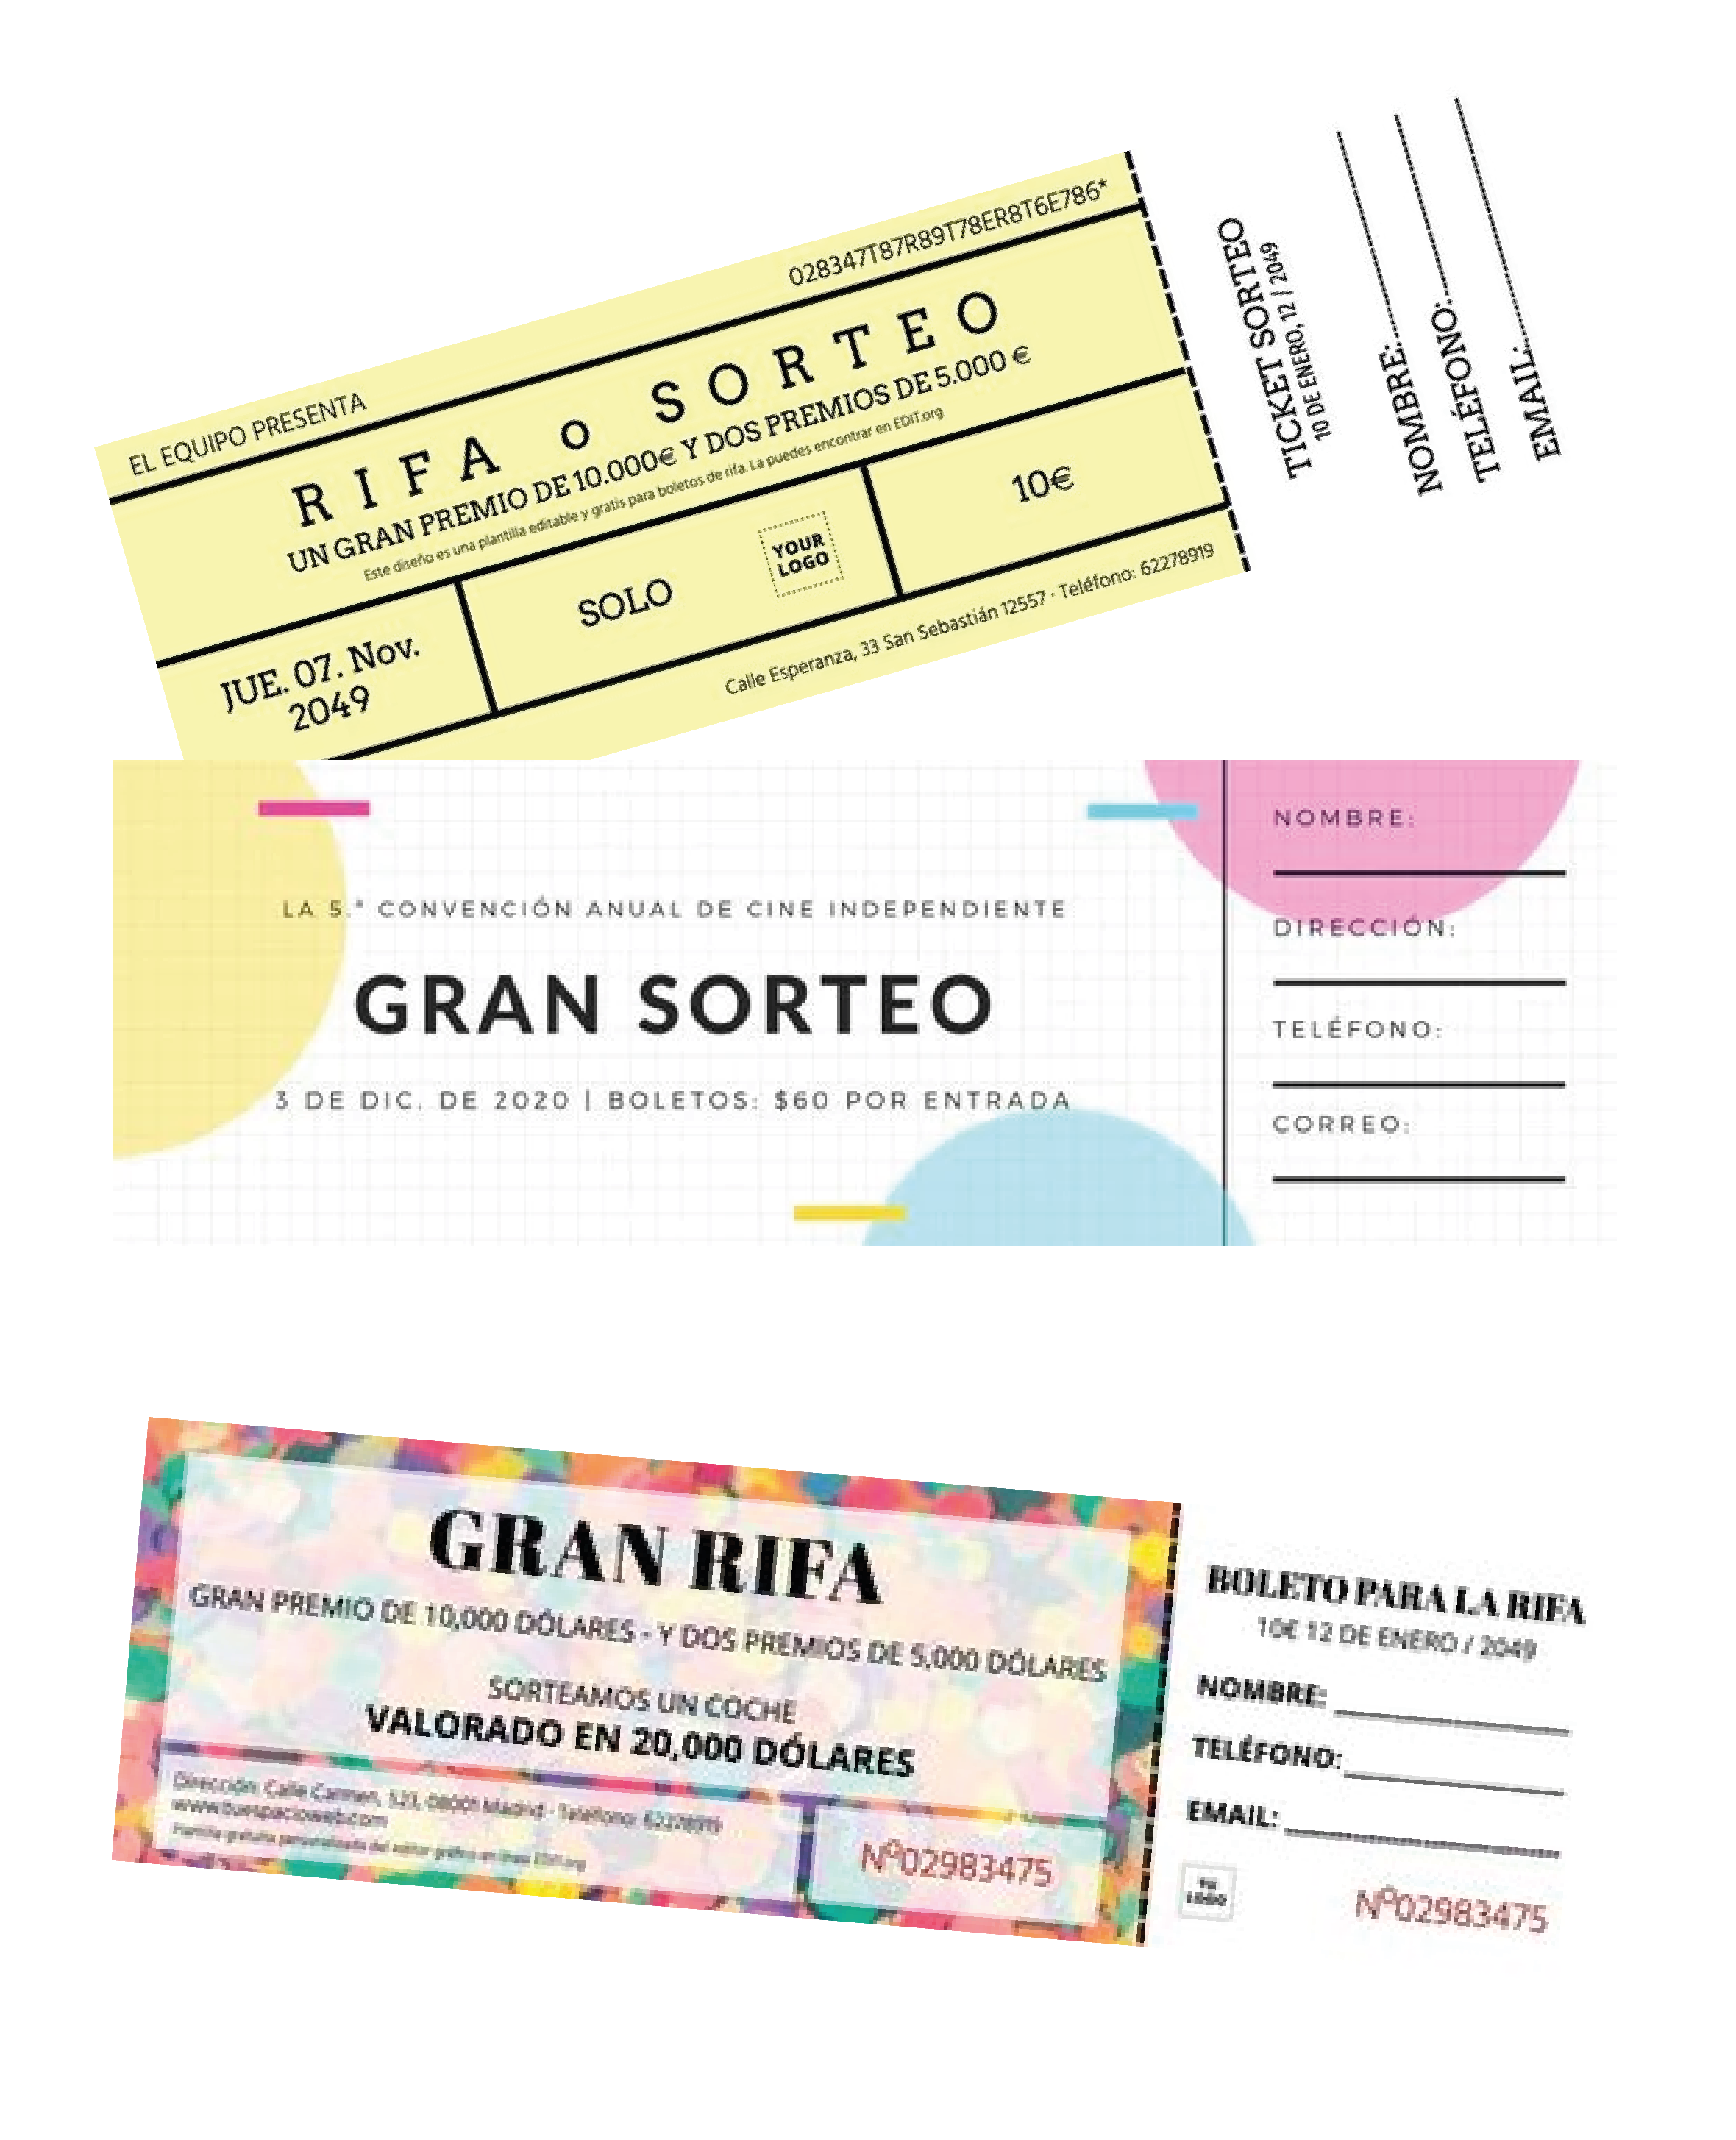 EL EQUIPO PRESENTA
028347T87R89T78ER8T6E786*
RIFA o SORTEO
UN GRAN PREMIO DE 10.000€ Y DOS PREMIOS DE 5.000 €
Este diseño es una plantilla editable y gratis para boletos de rifa. La puedes encontrar en EDIT.org
JUE. 07. Nov.
2049
SOLO
YOUR
LOGO
10€
Calle Esperanza, 33 San Sebastián 12557 · Teléfono: 62278919
TICKET SORTEO
10 DE ENERO, 12 / 2049
NOMBRE:
TELÉFONO:
EMAIL:
LA 5.ª CONVENCIÓN ANUAL DE CINE INDEPENDIENTE
GRAN SORTEO
3 DE DIC. DE 2020 | BOLETOS: $60 POR ENTRADA
NOMBRE:
DIRECCIÓN:
TELÉFONO:
CORREO:
GRAN RIFA
GRAN PREMIO DE 10,000 DÓLARES - Y DOS PREMIOS DE 5,000 DÓLARES
SORTEAMOS UN COCHE
VALORADO EN 20,000 DÓLARES
Dirección: Calle Carmen, 523, 08001 Madrid - Teléfono: 62278919
www.tuespacioweb.com
Plantilla gratuita personalizada del editor gráfico en línea EDIT.org
Nº02983475
BOLETO PARA LA RIFA
10€ 12 DE ENERO / 2049
NOMBRE:
TELÉFONO:
EMAIL:
TU
LOGO
Nº02983475